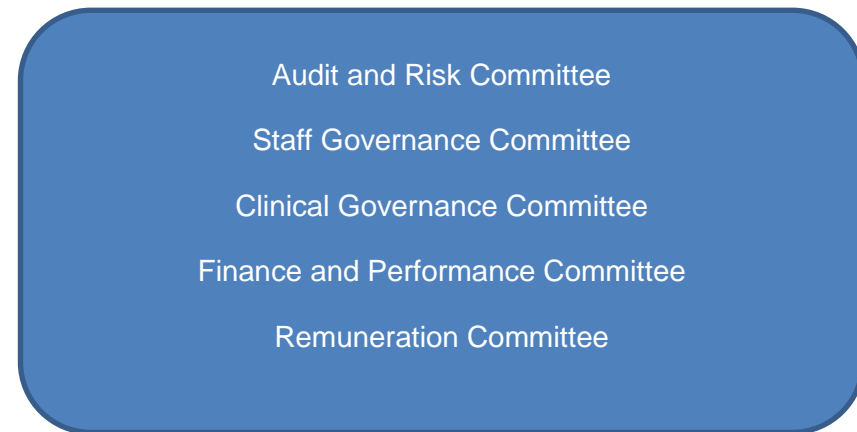 Audit and Risk Committee
Staff Governance Committee
Clinical Governance Committee
Finance and Performance Committee
Remuneration Committee